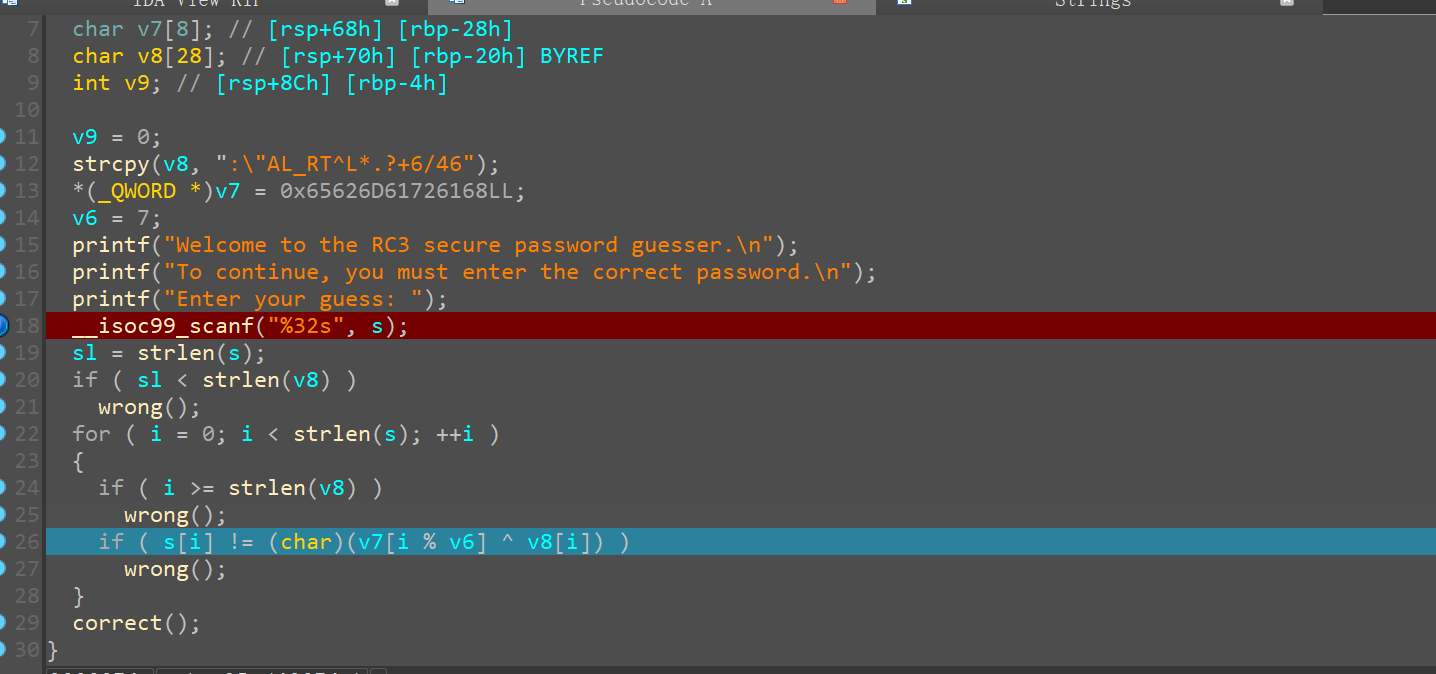 IDA View RIP Pseudocode A Strings
7 char v7[8]; // [rsp+68h] [rbp-28h]
8 char v8[28]; // [rsp+70h] [rbp-20h] BYREF
9 int v9; // [rsp+8Ch] [rbp-4h]
10
11 v9 = 0;
12 strcpy(v8, ":\"AL_RT^L*.?+6/46");
13 *(_QWORD *)v7 = 0x65626D61726168LL;
14 v6 = 7;
15 printf("Welcome to the RC3 secure password guesser.\n");
16 printf("To continue, you must enter the correct password.\n");
17 printf("Enter your guess: ");
18 __isoc99_scanf("%32s", s);
19 sl = strlen(s);
20 if ( sl < strlen(v8) )
21 wrong();
22 for ( i = 0; i < strlen(s); ++i )
23 {
24 if ( i >= strlen(v8) )
25 wrong();
26 if ( s[i] != (char)(v7[i % v6] ^ v8[i]) )
27 wrong();
28 }
29 correct();
30 }